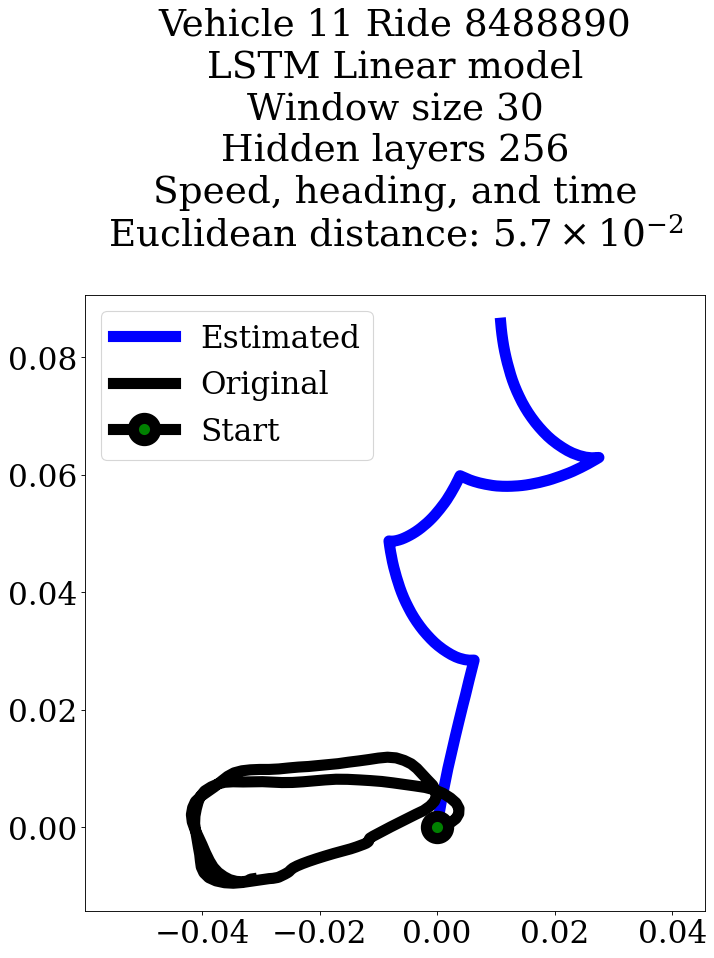 Vehicle 11 Ride 8488890
LSTM Linear model
Window size 30
Hidden layers 256
Speed, heading, and time
Euclidean distance: 5.7 × 10⁻²
Estimated
Original
Start
0.08
0.06
0.04
0.02
0.00
−0.04 −0.02 0.00 0.02 0.04